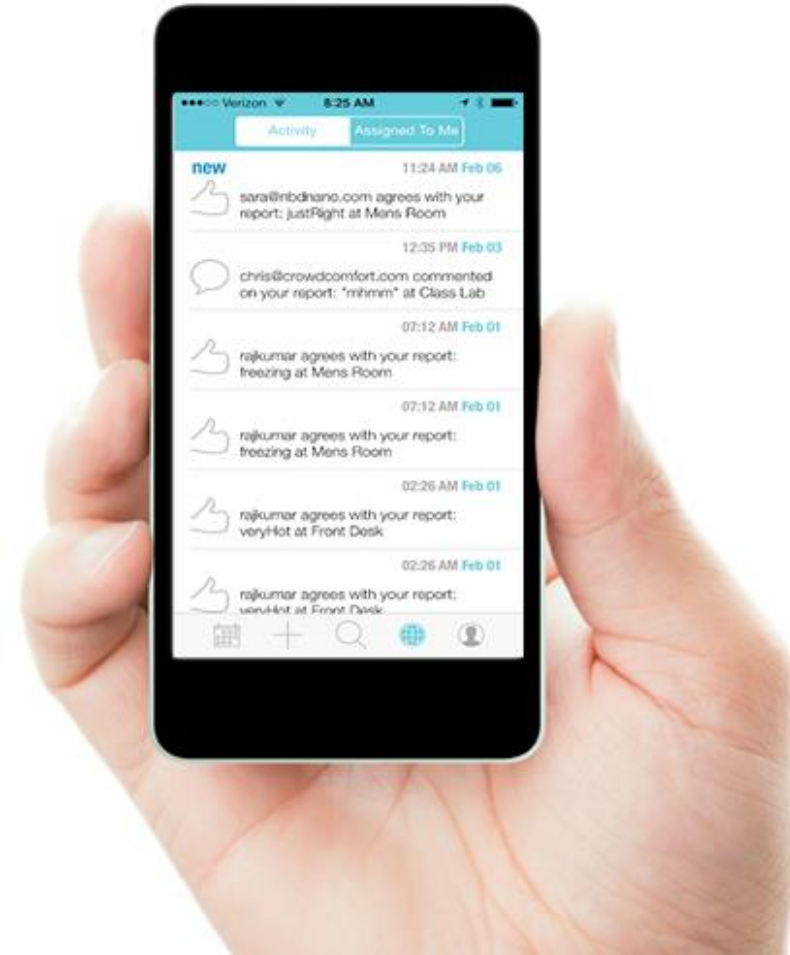 Verizon 8:25 AM
Activity Assigned To Me
new 11:24 AM Feb 06
sara@nbdnano.com agrees with your
report: justRight at Mens Room
12:35 PM Feb 03
chris@crowdcomfort.com commented
on your report: "mhmm" at Class Lab
07:12 AM Feb 01
rajkumar agrees with your report:
freezing at Mens Room
07:12 AM Feb 01
rajkumar agrees with your report:
freezing at Mens Room
02:26 AM Feb 01
rajkumar agrees with your report:
veryHot at Front Desk
02:26 AM Feb 01
rajkumar agrees with your report:
veryHot at Front Desk